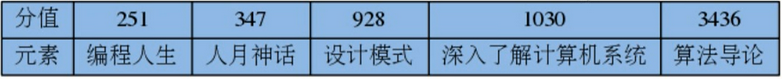 分值 251 347 928 1030 3436
元素 编程人生 人月神话 设计模式 深入了解计算机系统 算法导论